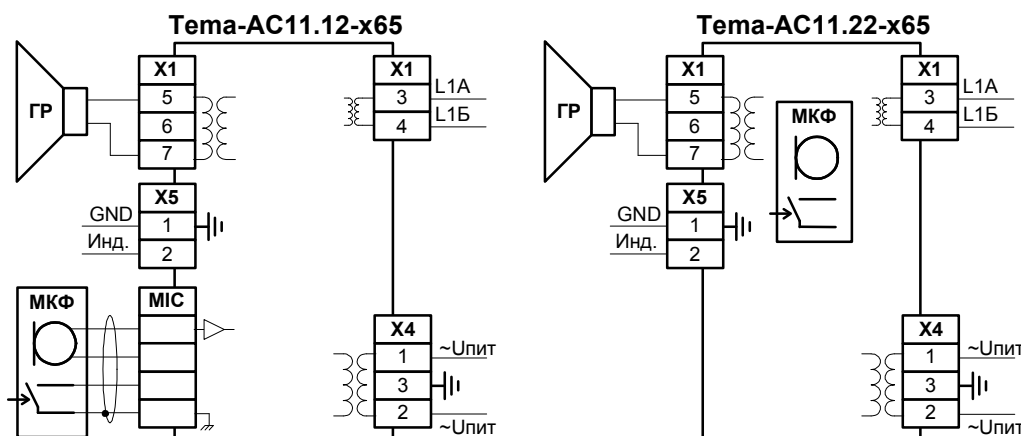 Tema-AC11.12-x65
X1
5
6
7
ГР
X1
3
4
L1А
L1Б
X5
1
2
GND
Инд.
МКФ
MIC
X4
1
3
2
~Uпит
~Uпит
Tema-AC11.22-x65
X1
5
6
7
ГР
МКФ
X1
3
4
L1А
L1Б
X5
1
2
GND
Инд.
X4
1
3
2
~Uпит
~Uпит